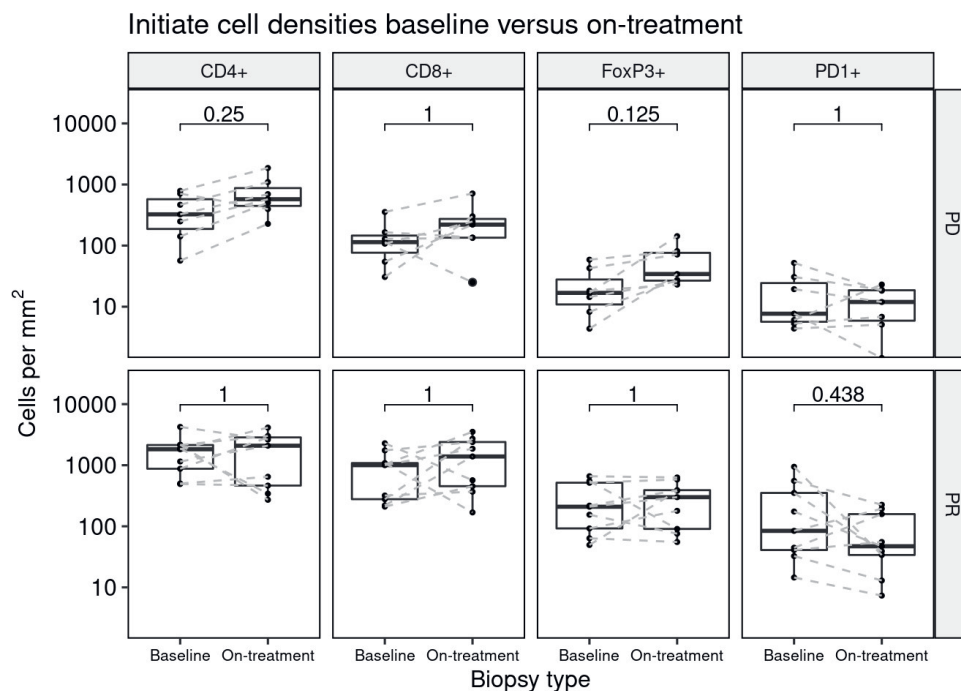 Initiate cell densities baseline versus on-treatment
CD4+ CD8+ FoxP3+ PD1+
0.25 1 0.125 1
10000
1000
100
10
PD
Cells per mm²
1 1 1 0.438
10000
1000
100
10
PR
Baseline On-treatment Baseline On-treatment Baseline On-treatment Baseline On-treatment
Biopsy type